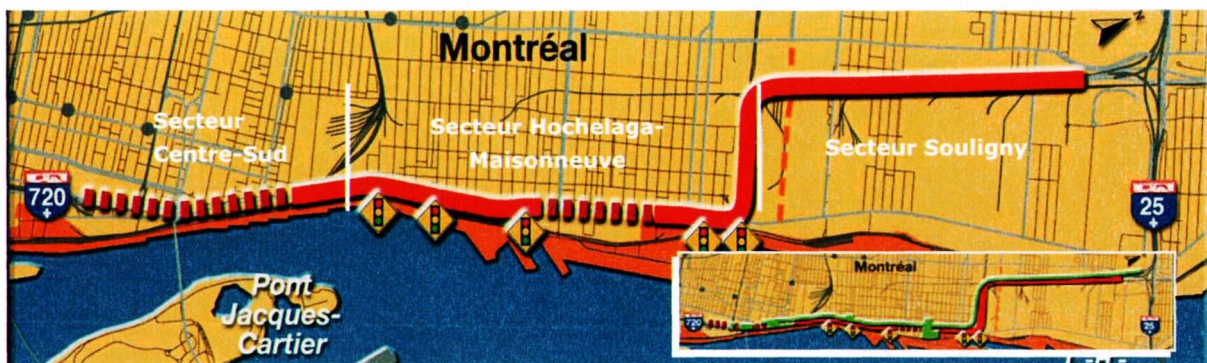 Montréal
N
Secteur
Centre-Sud
Secteur Hochelaga-
Maisonneuve
Secteur Souligny
720
25
Pont
Jacques-
Cartier
Montréal
720
25